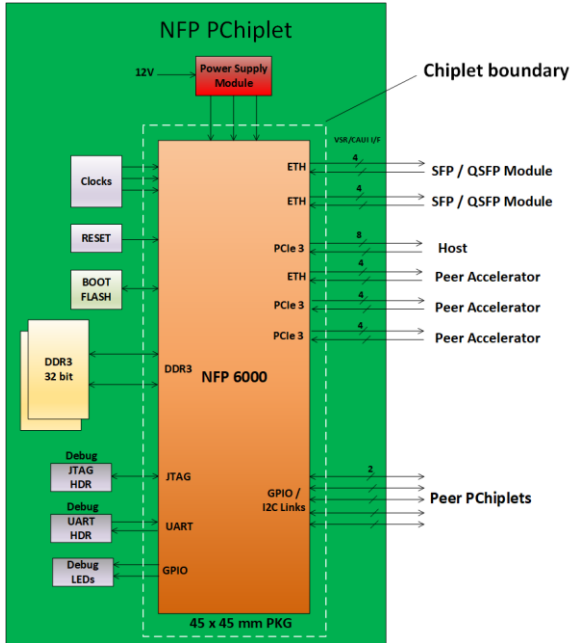 NFP PChiplet
12V
Power Supply
Module
Chiplet boundary
VSR/CAUI I/F
Clocks
ETH
4
SFP / QSFP Module
ETH
4
SFP / QSFP Module
RESET
PCIe 3
8
Host
BOOT
FLASH
ETH
4
Peer Accelerator
PCIe 3
4
Peer Accelerator
PCIe 3
4
Peer Accelerator
DDR3
32 bit
DDR3
NFP 6000
Debug
JTAG
HDR
JTAG
2
GPIO /
I2C Links
Peer PChiplets
Debug
UART
HDR
UART
Debug
LEDs
GPIO
45 x 45 mm PKG